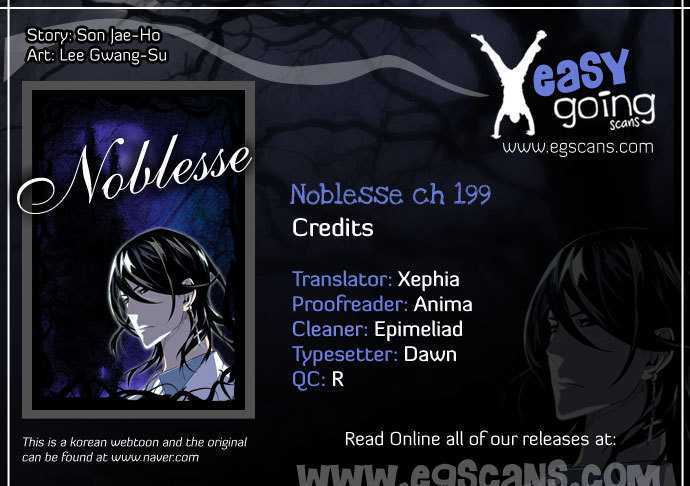 Story: Son Jae-Ho
Art: Lee Gwang-Su
easy
going
scans
www.egscans.com
Noblesse
Noblesse ch 199
Credits
Translator: Xephia
Proofreader: Anima
Cleaner: Epimeliad
Typesetter: Dawn
QC: R
This is a korean webtoon and the original
can be found at www.naver.com
Read Online all of our releases at:
www.egscans.com